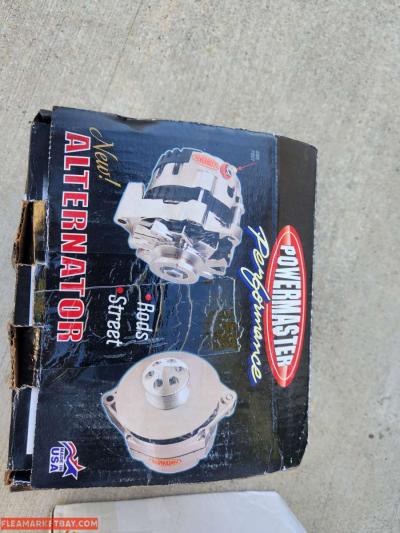 POWERMASTER
Performance
• Rods
• Street
New!
ALTERNATOR
USA
FLEAMARKETBAY.COM